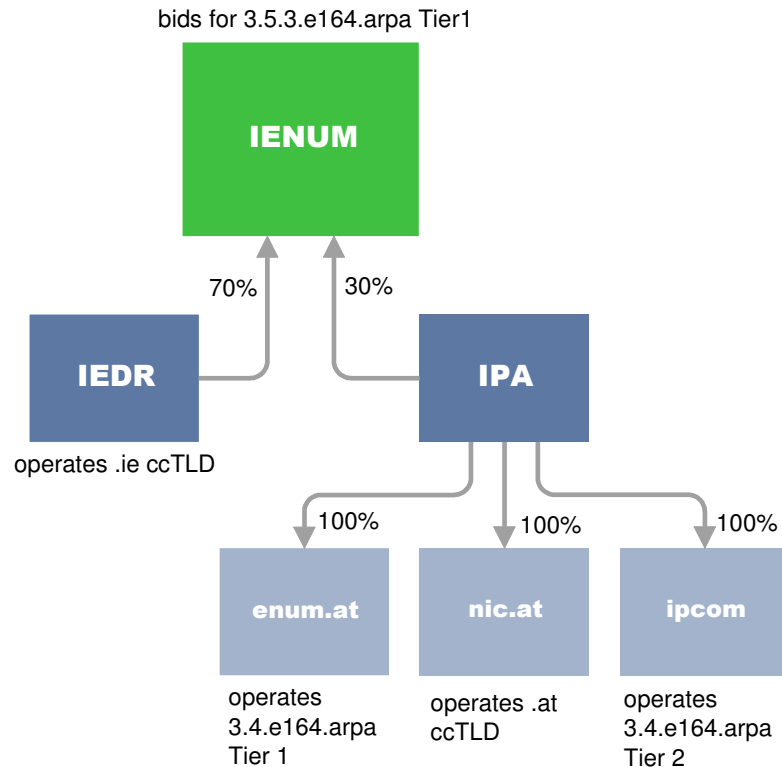 bids for 3.5.3.e164.arpa Tier1
IENUM
70%
30%
IEDR
IPA
operates .ie ccTLD
100%
100%
100%
enum.at
nic.at
ipcom
operates
3.4.e164.arpa
Tier 1
operates .at
ccTLD
operates
3.4.e164.arpa
Tier 2